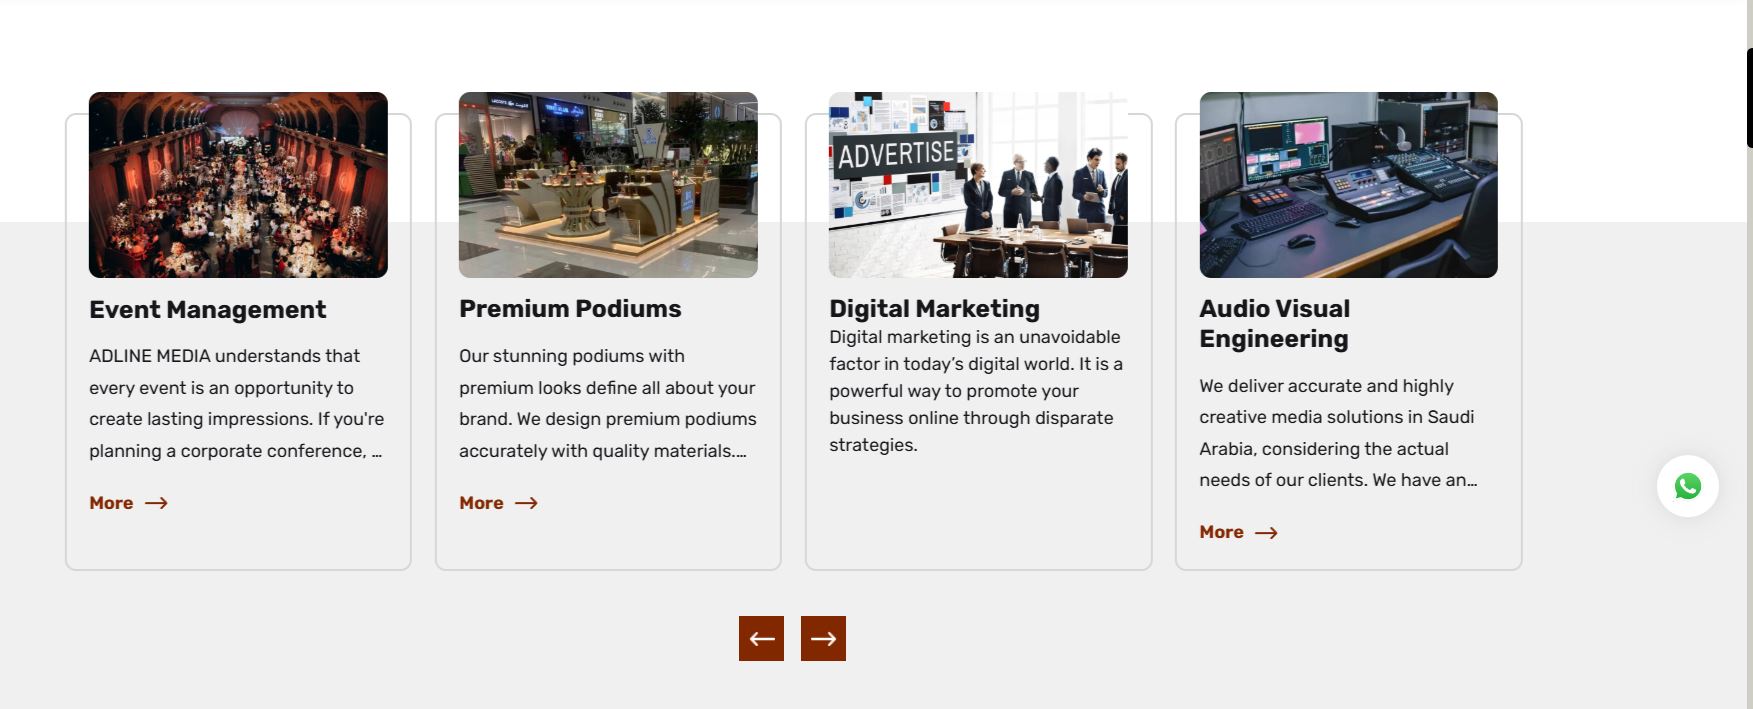 ADVERTISE
Event Management
ADLINE MEDIA understands that
every event is an opportunity to
create lasting impressions. If you're
planning a corporate conference, ...
More
Premium Podiums
Our stunning podiums with
premium looks define all about your
brand. We design premium podiums
accurately with quality materials....
More
Digital Marketing
Digital marketing is an unavoidable
factor in today’s digital world. It is a
powerful way to promote your
business online through disparate
strategies.
Audio Visual
Engineering
We deliver accurate and highly
creative media solutions in Saudi
Arabia, considering the actual
needs of our clients. We have an...
More